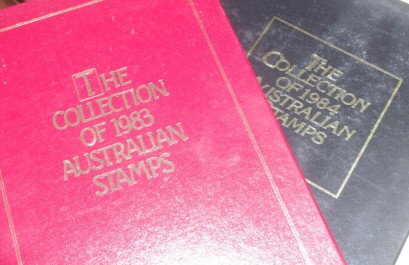 THE
COLLECTION
OF 1983
AUSTRALIAN
STAMPS
THE
COLLECTION
OF 1984
AUSTRALIAN
STAMPS